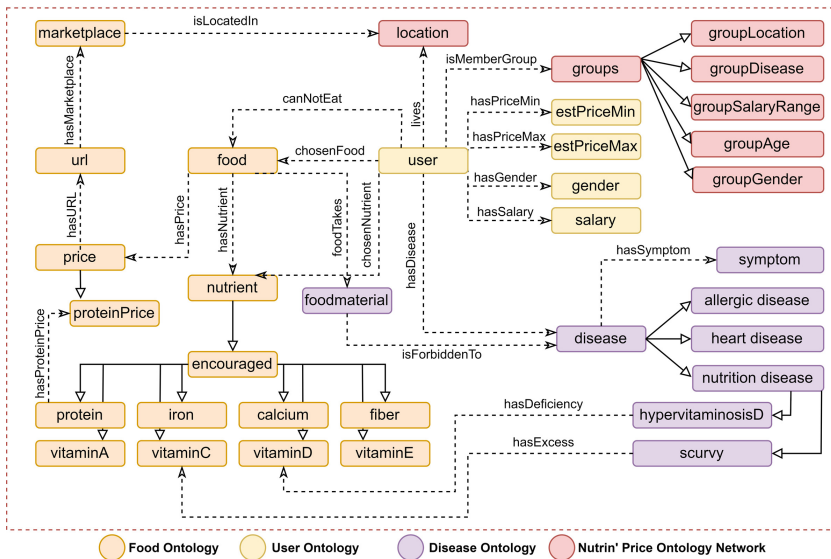 isLocatedIn
marketplace
location
groupLocation
isMemberGroup
groups
groupDisease
hasMarketplace
canNotEat
lives
hasPriceMin
estPriceMin
groupSalaryRange
hasPriceMax
estPriceMax
groupAge
url
food
chosenFood
user
hasGender
gender
groupGender
hasSalary
salary
hasURL
hasPrice
hasNutrient
foodTakes
chosenNutrient
hasDisease
price
hasSymptom
symptom
nutrient
foodmaterial
allergic disease
proteinPrice
disease
heart disease
isForbiddenTo
hasProteinPrice
encouraged
nutrition disease
protein
iron
calcium
fiber
hasDeficiency
hypervitaminosisD
vitaminA
vitaminC
vitaminD
vitaminE
hasExcess
scurvy
Food Ontology
User Ontology
Disease Ontology
Nutrin' Price Ontology Network